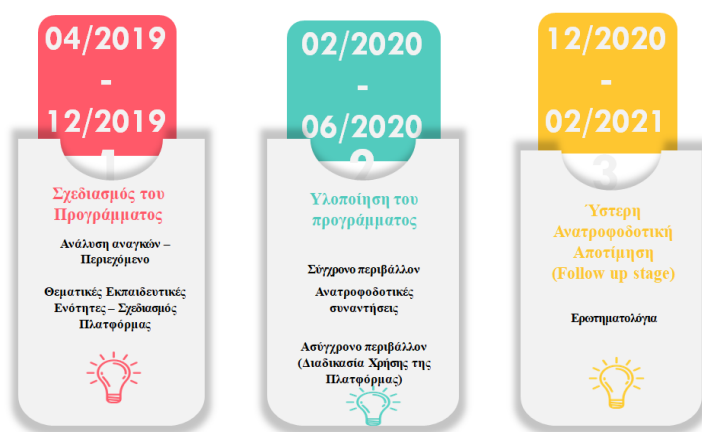 04/2019
-
12/2019
1
Σχεδιασμός του
Προγράμματος
Ανάλυση αναγκών –
Περιεχόμενο
Θεματικές Εκπαιδευτικές
Ενότητες – Σχεδιασμός
Πλατφόρμας
02/2020
-
06/2020
2
Υλοποίηση του
προγράμματος
Σύγχρονο περιβάλλον
Ανατροφοδοτικές
συναντήσεις
Ασύγχρονο περιβάλλον
(Διαδικασία Χρήσης της
Πλατφόρμας)
12/2020
-
02/2021
3
Ύστερη
Ανατροφοδοτική
Αποτίμηση
(Follow up stage)
Ερωτηματολόγια